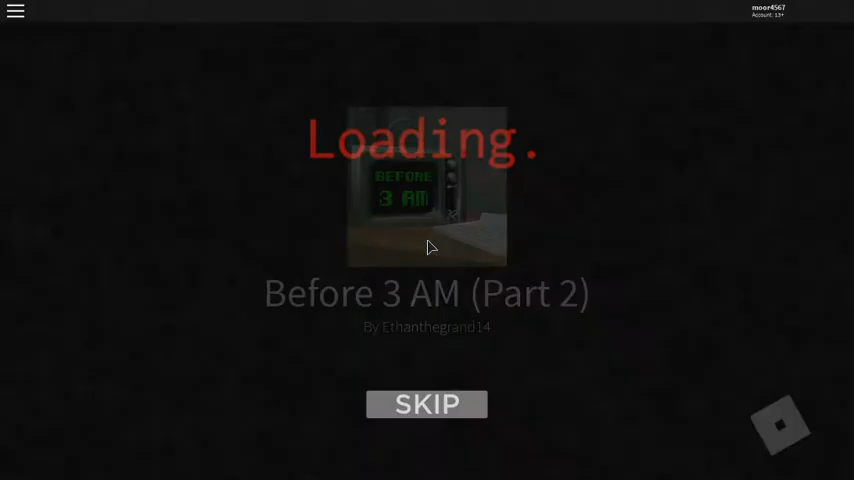 moor4567
Account: 13+
Loading.
BEFORE
3 AM
Before 3 AM (Part 2)
By Ethanthegrand14
SKIP